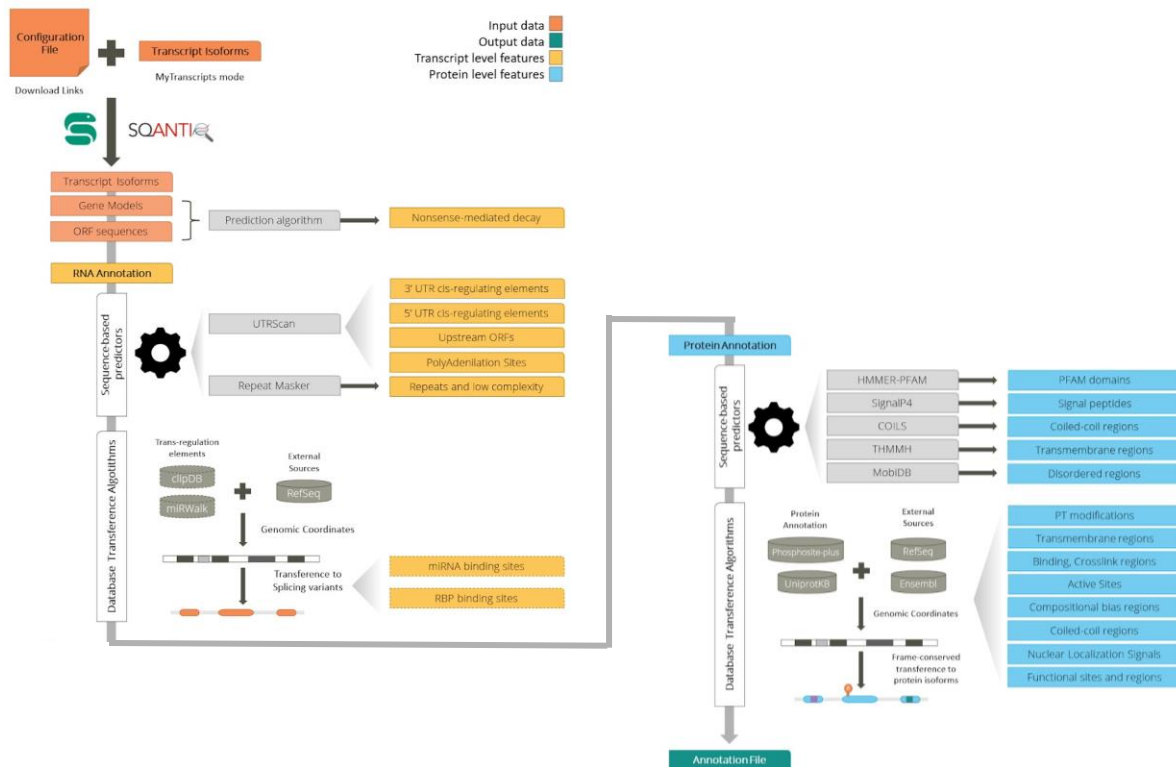 Configuration
File
Transcript Isoforms
Download Links
MyTranscripts mode
Input data
Output data
Transcript level features
Protein level features
SQANTI
Transcript Isoforms
Gene Models
ORF sequences
Prediction algorithm
Nonsense-mediated decay
RNA Annotation
Sequence-based
predictors
UTRScan
3' UTR cis-regulating elements
5' UTR cis-regulating elements
Upstream ORFs
PolyAdenilation Sites
Repeat Masker
Repeats and low complexity
Database Transference Algotithms
Trans-regulation
elements
clipDB
mIRWalk
External
Sources
RefSeq
Genomic Coordinates
Transference to
Splicing variants
miRNA binding sites
RBP binding sites
Protein Annotation
Sequence-based
predictors
HMMER-PFAM
PFAM domains
SignalP4
Signal peptides
COILS
Coiled-coil regions
THMMH
Transmembrane regions
MobiDB
Disordered regions
Database Transference Algorithms
Protein
Annotation
Phosphosite-plus
UniprotKB
External
Sources
RefSeq
Ensembl
Genomic Coordinates
Frame-conserved
transference to
protein isoforms
P
PT modifications
Transmembrane regions
Binding, Crosslink regions
Active Sites
Compositional bias regions
Coiled-coil regions
Nuclear Localization Signals
Functional sites and regions
Annotation File